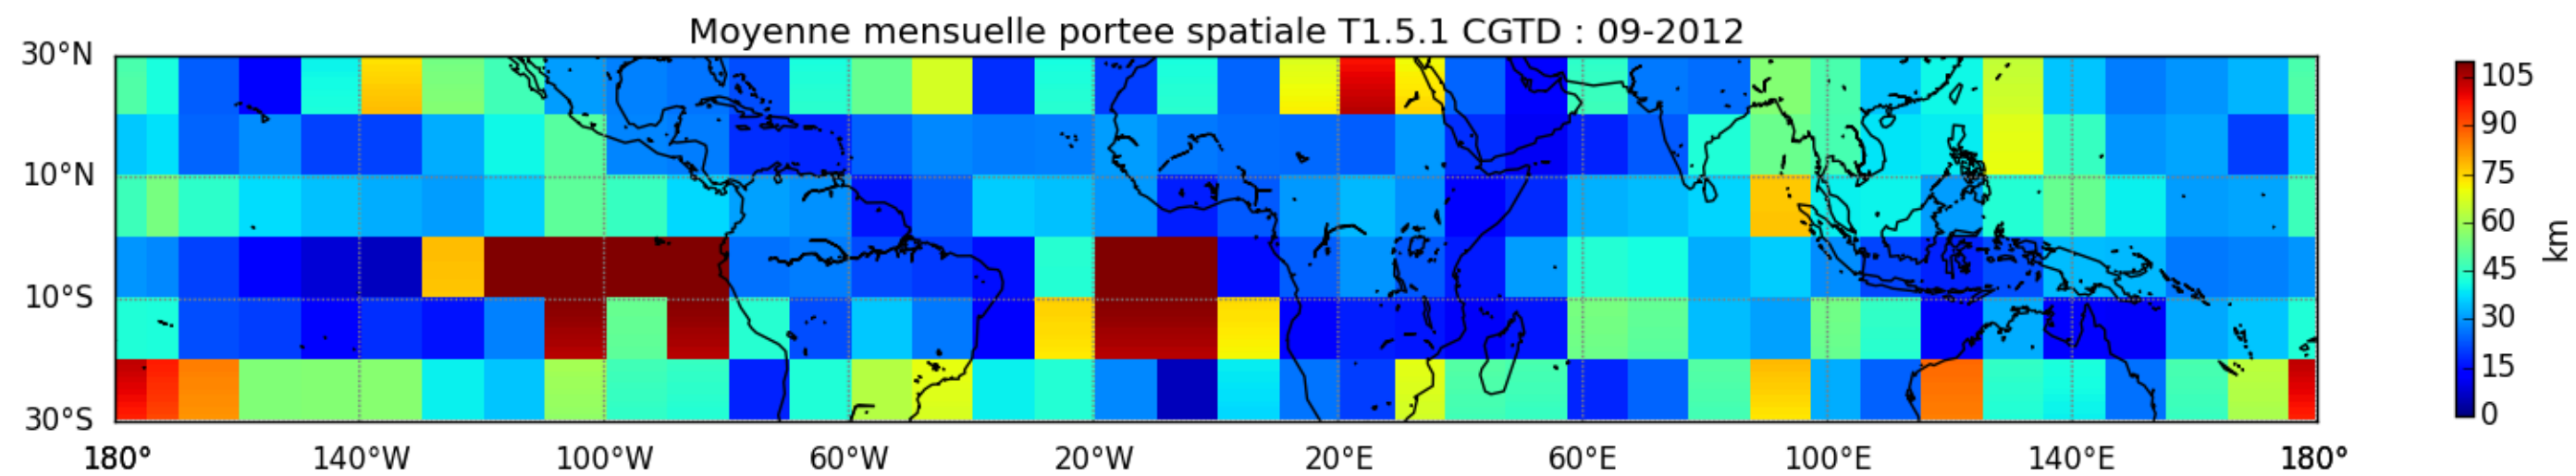 Moyenne mensuelle portee spatiale T1.5.1 CGTD : 09-2012
30°N
10°N
10°S
30°S
180° 140°W 100°W 60°W 20°W 20°E 60°E 100°E 140°E 180°
105
90
75
60
45
30
15
0
km